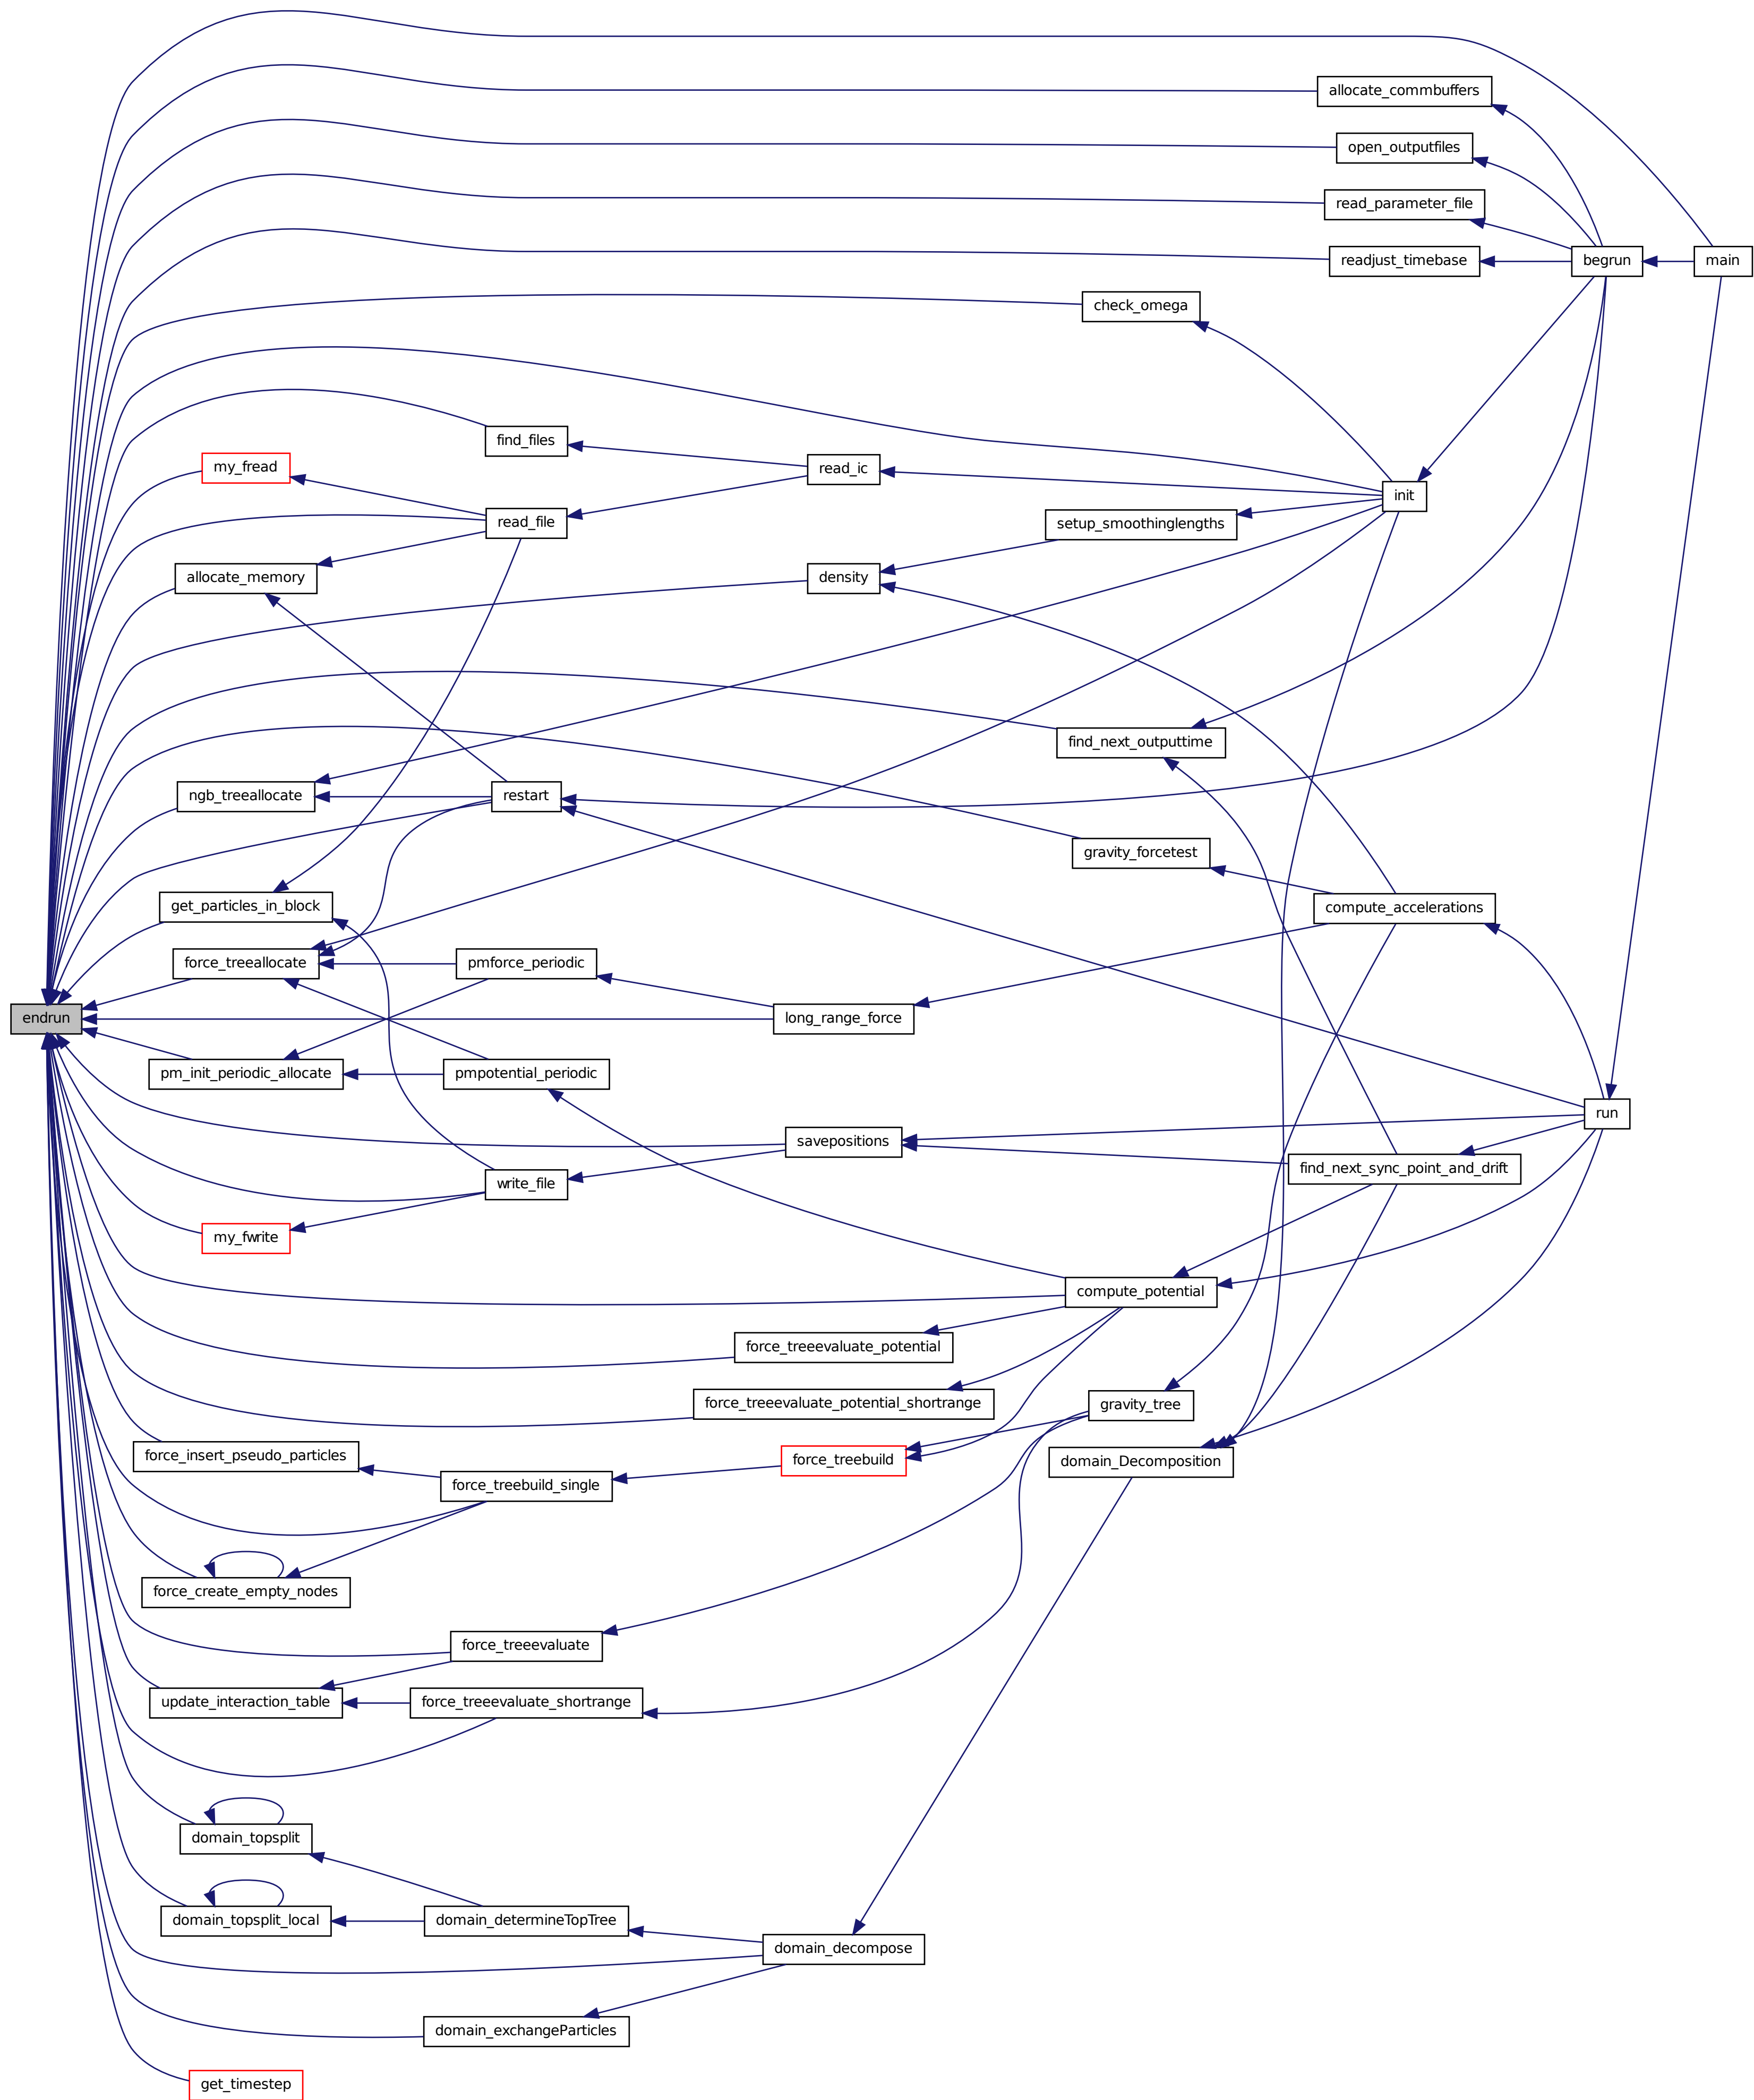 allocate_commbuffers
open_outputfiles
read_parameter_file
readjust_timebase
begrun
main
check_omega
find_files
my_fread
read_ic
init
read_file
setup_smoothinglengths
allocate_memory
density
find_next_outputtime
ngb_treeallocate
restart
gravity_forcetest
get_particles_in_block
compute_accelerations
force_treeallocate
pmforce_periodic
endrun
long_range_force
pm_init_periodic_allocate
pmpotential_periodic
run
savepositions
find_next_sync_point_and_drift
write_file
my_fwrite
compute_potential
force_treeevaluate_potential
force_treeevaluate_potential_shortrange
gravity_tree
force_insert_pseudo_particles
force_treebuild
domain_Decomposition
force_treebuild_single
force_create_empty_nodes
force_treeevaluate
update_interaction_table
force_treeevaluate_shortrange
domain_topsplit
domain_topsplit_local
domain_determineTopTree
domain_decompose
domain_exchangeParticles
get_timestep